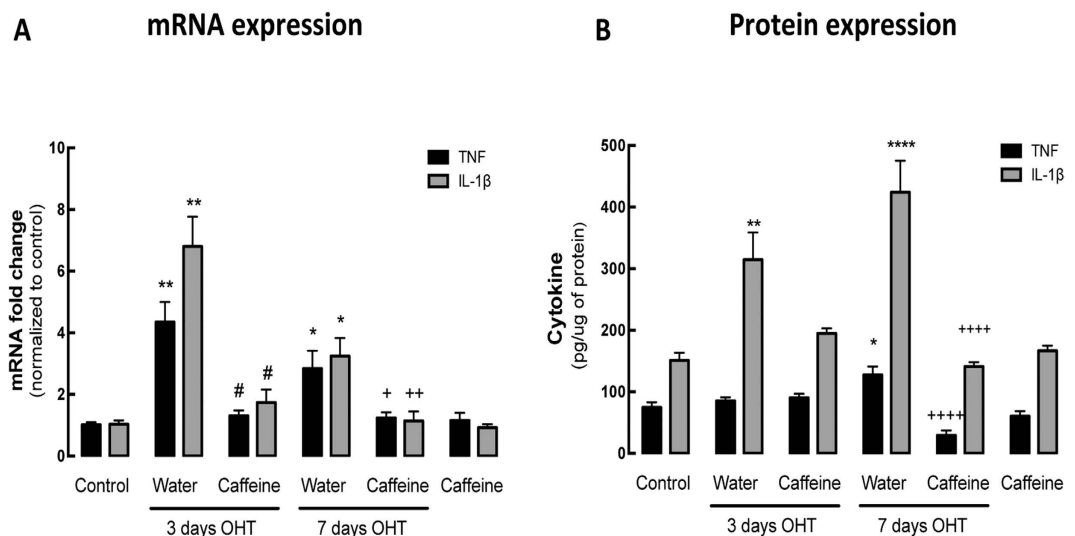 A
mRNA expression
B
Protein expression
TNF
IL-1β
mRNA fold change
(normalized to control)
10
8
6
4
2
0
**
**
#
#
*
*
+
++
Control
Water
Caffeine
Water
Caffeine
Caffeine
3 days OHT
7 days OHT
TNF
IL-1β
Cytokine
(pg/ug of protein)
500
400
300
200
100
0
**
*
****
++++
++++
Control
Water
Caffeine
Water
Caffeine
Caffeine
3 days OHT
7 days OHT